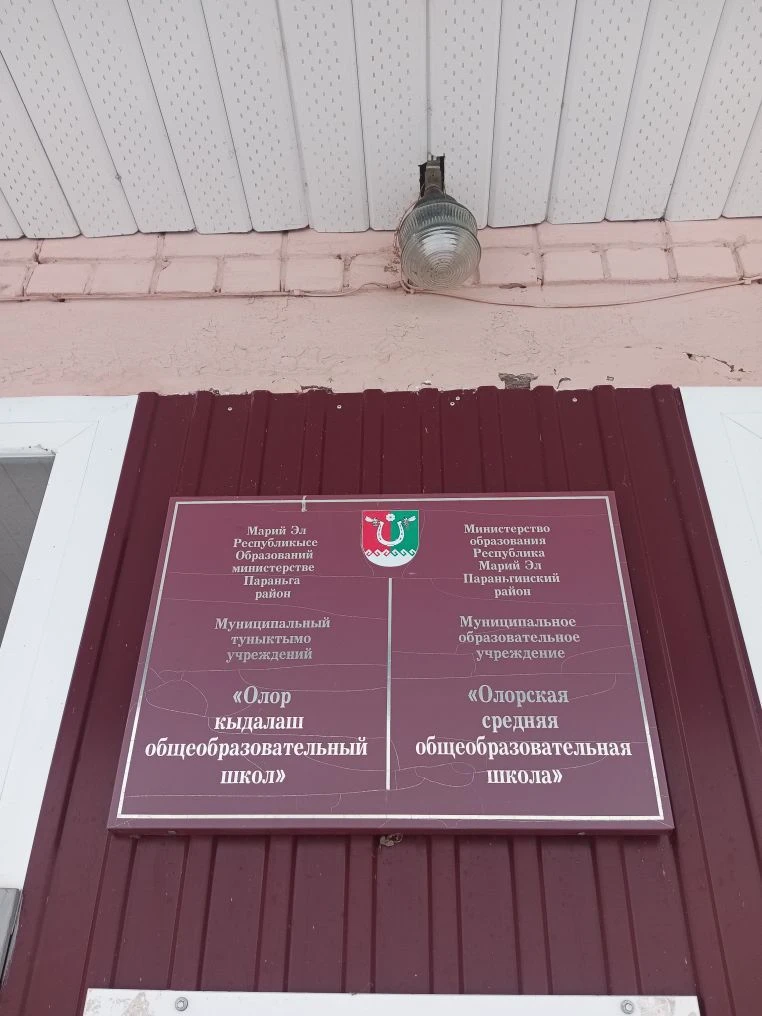 Марий Эл
Республикысе
Образований
министерстве
Параньга
район
Муниципальный
туныктымо
учреждений
«Олор
кыдалаш
общеобразовательный
школ»
Министерство
образования
Республика
Марий Эл
Параньгинский
район
Муниципальное
образовательное
учреждение
«Олорская
средняя
общеобразовательная
школа»